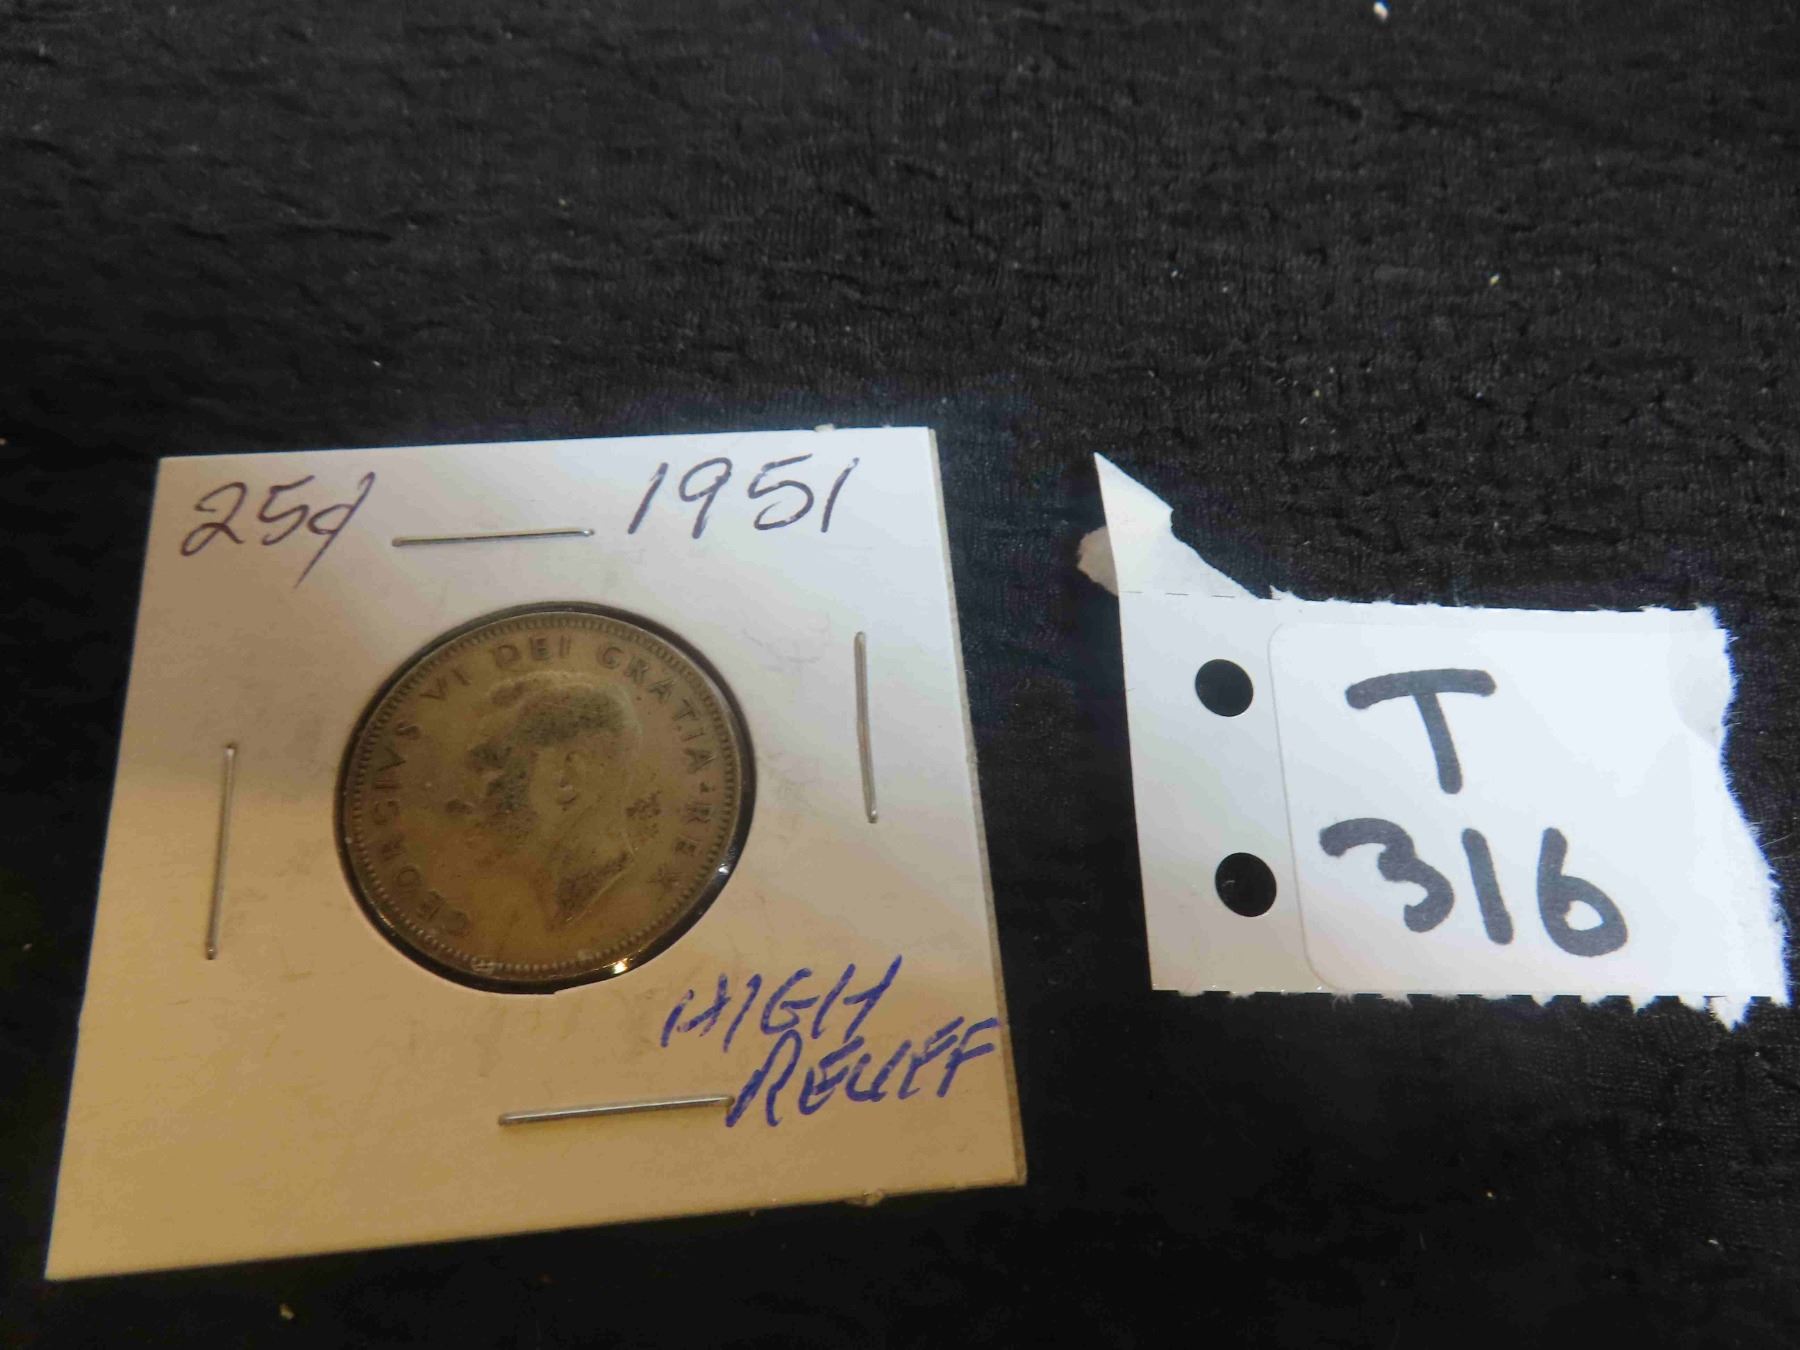 25¢ 1951
GEORGIVS VI DEI GRATIA·REX
HIGH
RELIEF
T
316